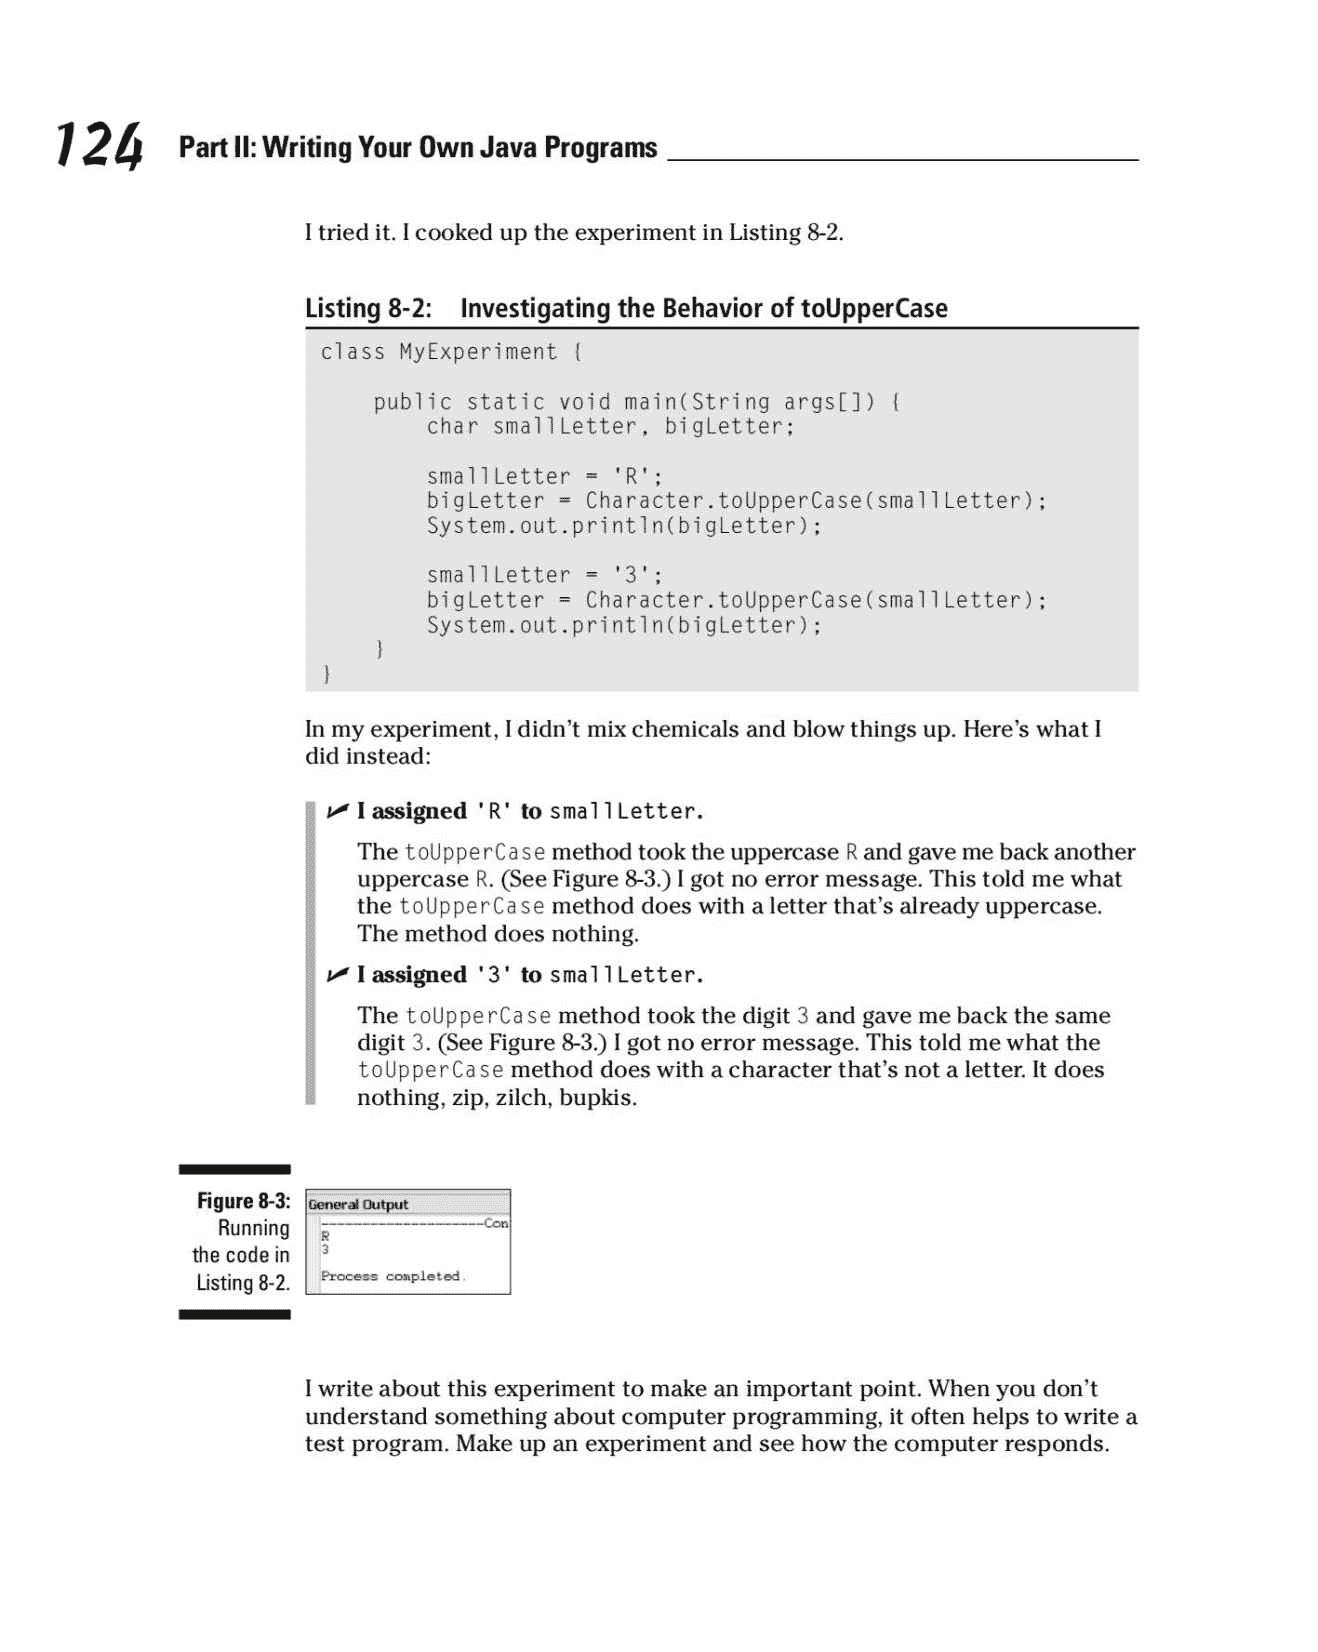 124 Part II: Writing Your Own Java Programs
I tried it. I cooked up the experiment in Listing 8-2.
Listing 8-2: Investigating the Behavior of toUpperCase
class MyExperiment {
public static void main(String args[]) {
char smallLetter, bigLetter;
smallLetter = 'R';
bigLetter = Character.toUpperCase(smallLetter);
System.out.println(bigLetter);
smallLetter = '3';
bigLetter = Character.toUpperCase(smallLetter);
System.out.println(bigLetter);
}
}
In my experiment, I didn't mix chemicals and blow things up. Here's what I
did instead:
✓ I assigned 'R' to smallLetter.
The toUpperCase method took the uppercase R and gave me back another
uppercase R. (See Figure 8-3.) I got no error message. This told me what
the toUpperCase method does with a letter that's already uppercase.
The method does nothing.
✓ I assigned '3' to smallLetter.
The toUpperCase method took the digit 3 and gave me back the same
digit 3. (See Figure 8-3.) I got no error message. This told me what the
toUpperCase method does with a character that's not a letter. It does
nothing, zip, zilch, bupkis.
Figure 8-3:
Running
the code in
Listing 8-2.
General Output
--------------------Con
R
3
Process completed.
I write about this experiment to make an important point. When you don't
understand something about computer programming, it often helps to write a
test program. Make up an experiment and see how the computer responds.